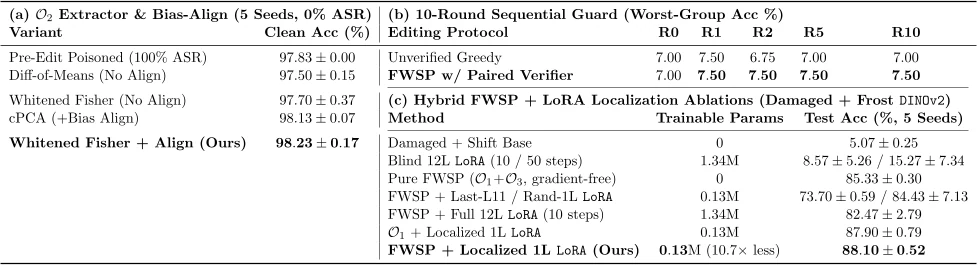 (a) O₂ Extractor & Bias-Align (5 Seeds, 0% ASR)
Variant Clean Acc (%)
Pre-Edit Poisoned (100% ASR) 97.83 ± 0.00
Diff-of-Means (No Align) 97.50 ± 0.15
Whitened Fisher (No Align) 97.70 ± 0.37
cPCA (+Bias Align) 98.13 ± 0.07
Whitened Fisher + Align (Ours) 98.23 ± 0.17
(b) 10-Round Sequential Guard (Worst-Group Acc %)
Editing Protocol R0 R1 R2 R5 R10
Unverified Greedy 7.00 7.50 6.75 7.00 7.00
FWSP w/ Paired Verifier 7.00 7.50 7.50 7.50 7.50
(c) Hybrid FWSP + LoRA Localization Ablations (Damaged + Frost DINOv2)
Method Trainable Params Test Acc (%, 5 Seeds)
Damaged + Shift Base 0 5.07 ± 0.25
Blind 12L LoRA (10 / 50 steps) 1.34M 8.57 ± 5.26 / 15.27 ± 7.34
Pure FWSP (O₁+O₃, gradient-free) 0 85.33 ± 0.30
FWSP + Last-L11 / Rand-1L LoRA 0.13M 73.70 ± 0.59 / 84.43 ± 7.13
FWSP + Full 12L LoRA (10 steps) 1.34M 82.47 ± 2.79
O₁ + Localized 1L LoRA 0.13M 87.90 ± 0.79
FWSP + Localized 1L LoRA (Ours) 0.13M (10.7× less) 88.10 ± 0.52